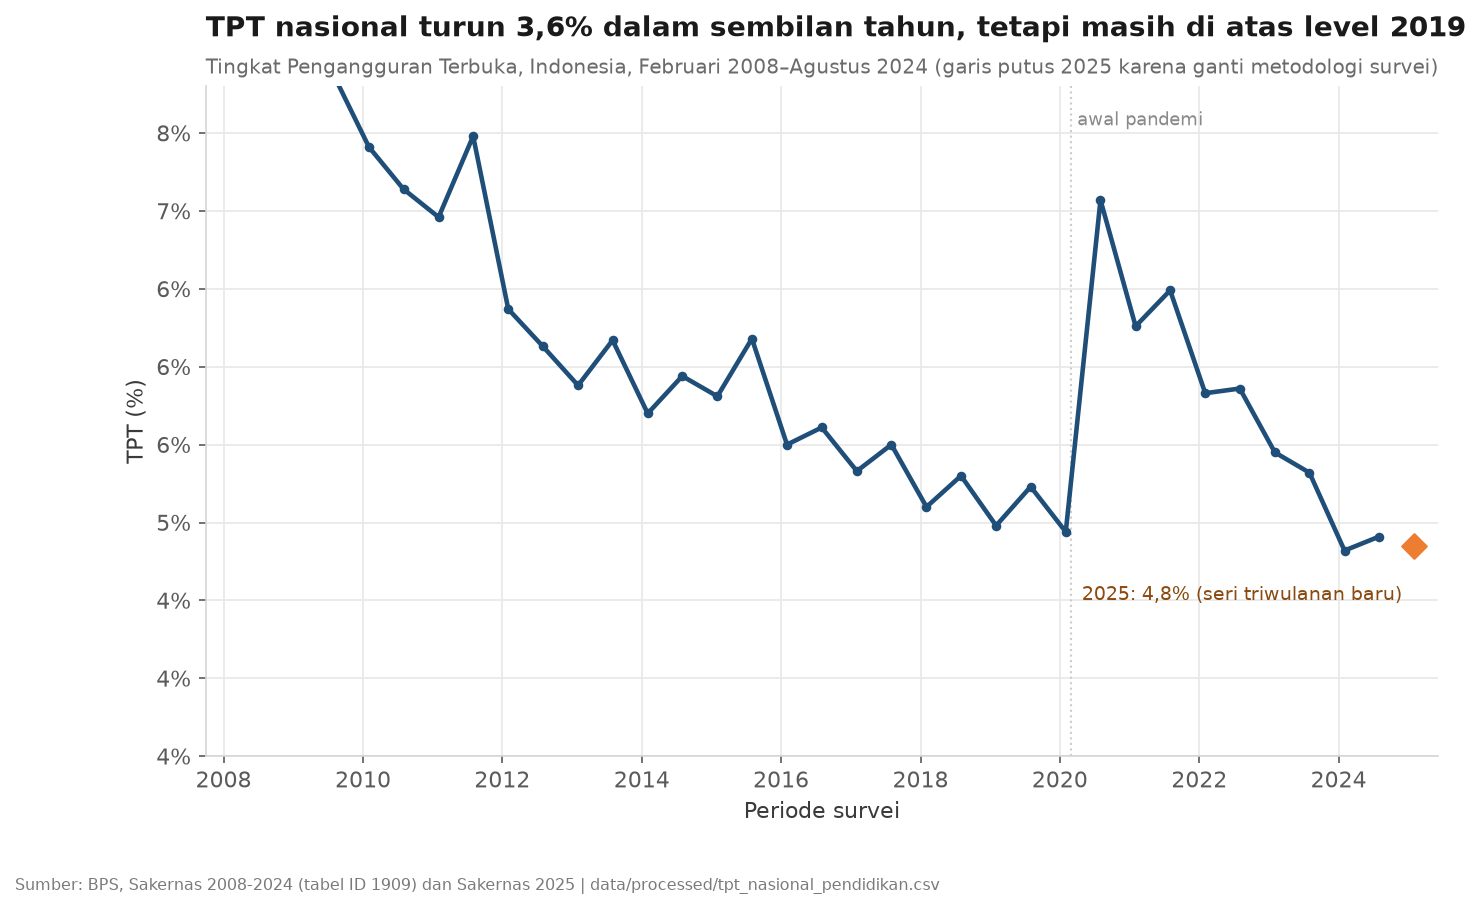 TPT nasional turun 3,6% dalam sembilan tahun, tetapi masih di atas level 2019
Tingkat Pengangguran Terbuka, Indonesia, Februari 2008–Agustus 2024 (garis putus 2025 karena ganti metodologi survei)
awal pandemi
8%
7%
6%
6%
6%
5%
4%
4%
4%
TPT (%)
2025: 4,8% (seri triwulanan baru)
2008
2010
2012
2014
2016
2018
2020
2022
2024
Periode survei
Sumber: BPS, Sakernas 2008-2024 (tabel ID 1909) dan Sakernas 2025 | data/processed/tpt_nasional_pendidikan.csv